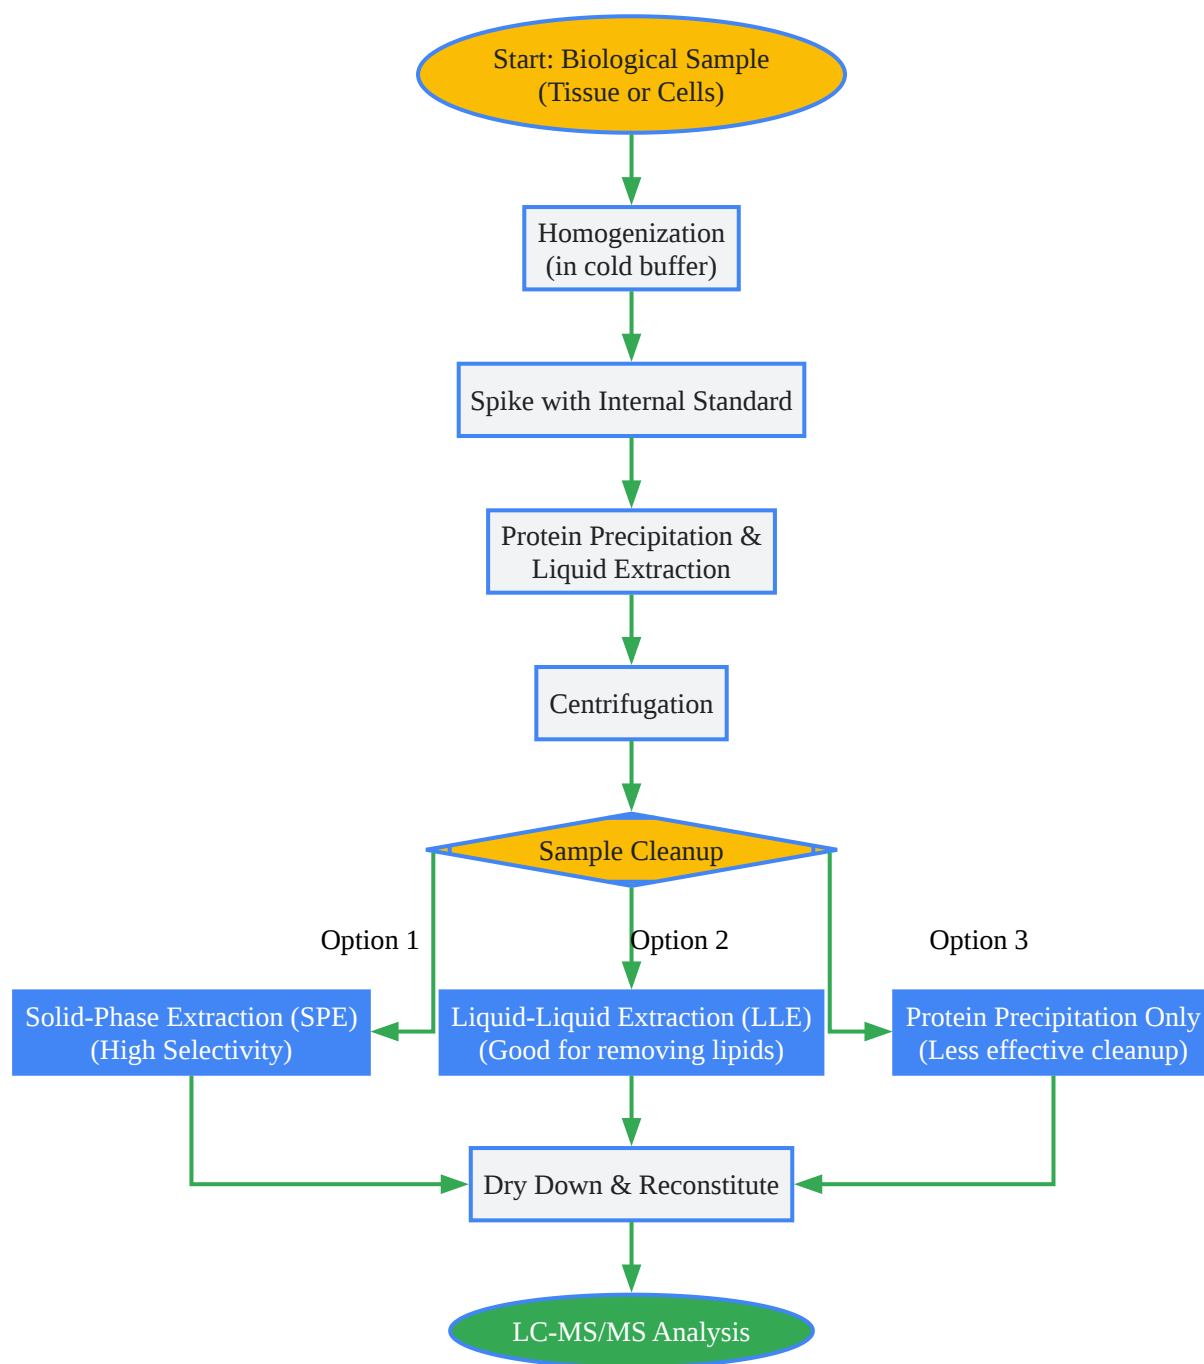 Start: Biological Sample
(Tissue or Cells)
Homogenization
(in cold buffer)
Spike with Internal Standard
Protein Precipitation &
Liquid Extraction
Centrifugation
Sample Cleanup
Option 1
Option 2
Option 3
Solid-Phase Extraction (SPE)
(High Selectivity)
Liquid-Liquid Extraction (LLE)
(Good for removing lipids)
Protein Precipitation Only
(Less effective cleanup)
Dry Down & Reconstitute
LC-MS/MS Analysis